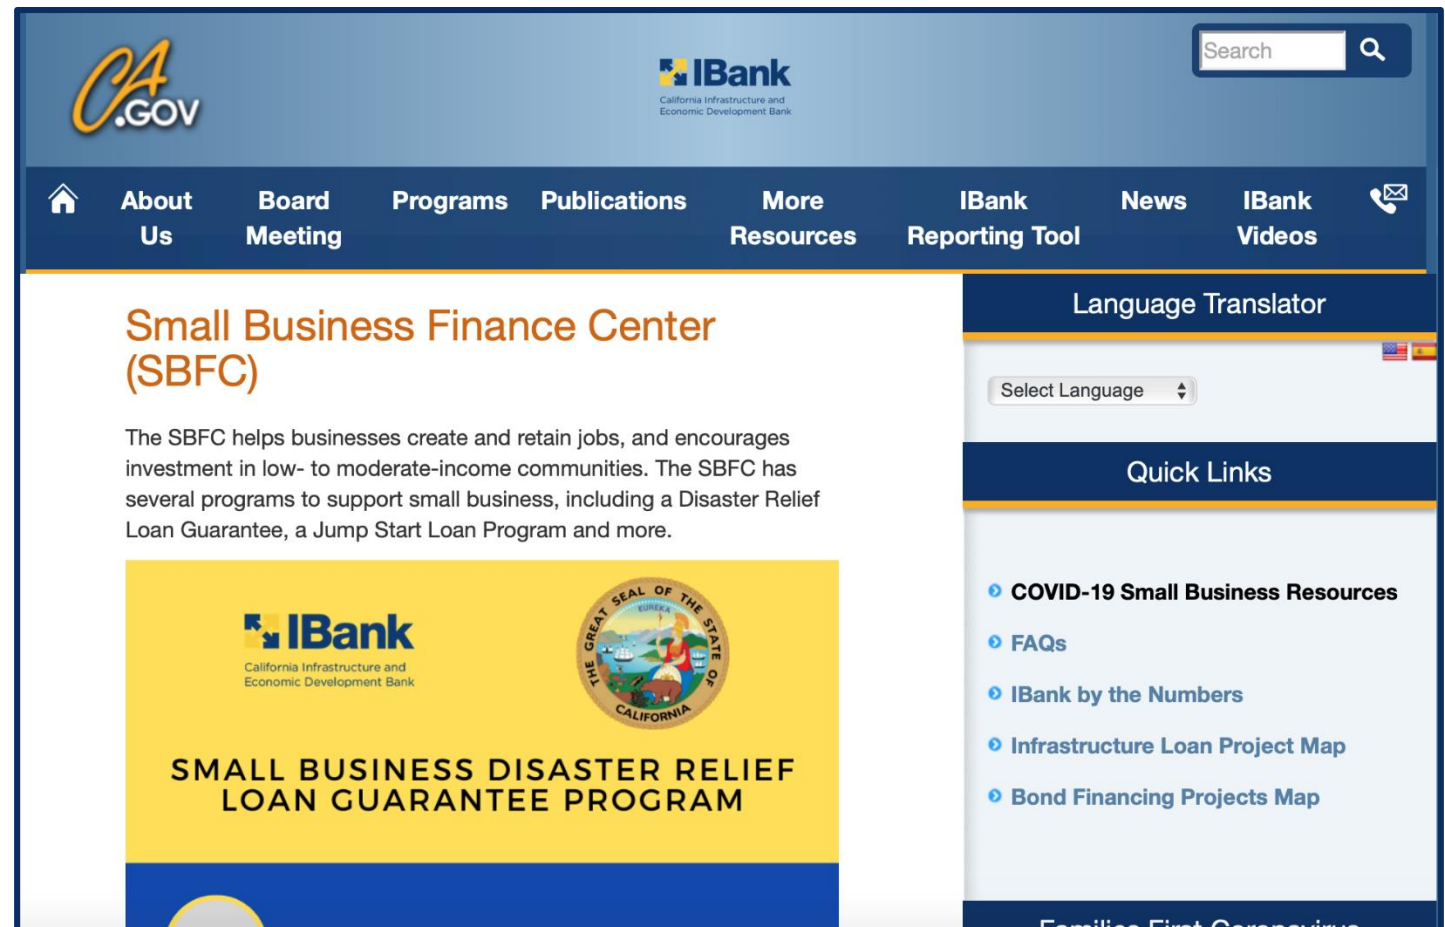 CA
.GOV
IBank
California Infrastructure and
Economic Development Bank
Search
About
Us
Board
Meeting
Programs
Publications
More
Resources
IBank
Reporting Tool
News
IBank
Videos
Small Business Finance Center
(SBFC)
The SBFC helps businesses create and retain jobs, and encourages
investment in low- to moderate-income communities. The SBFC has
several programs to support small business, including a Disaster Relief
Loan Guarantee, a Jump Start Loan Program and more.
IBank
California Infrastructure and
Economic Development Bank
THE GREAT SEAL OF THE STATE OF CALIFORNIA
EUREKA
SMALL BUSINESS DISASTER RELIEF
LOAN GUARANTEE PROGRAM
Language Translator
Select Language
Quick Links
COVID-19 Small Business Resources
FAQs
IBank by the Numbers
Infrastructure Loan Project Map
Bond Financing Projects Map
Families First Coronavirus